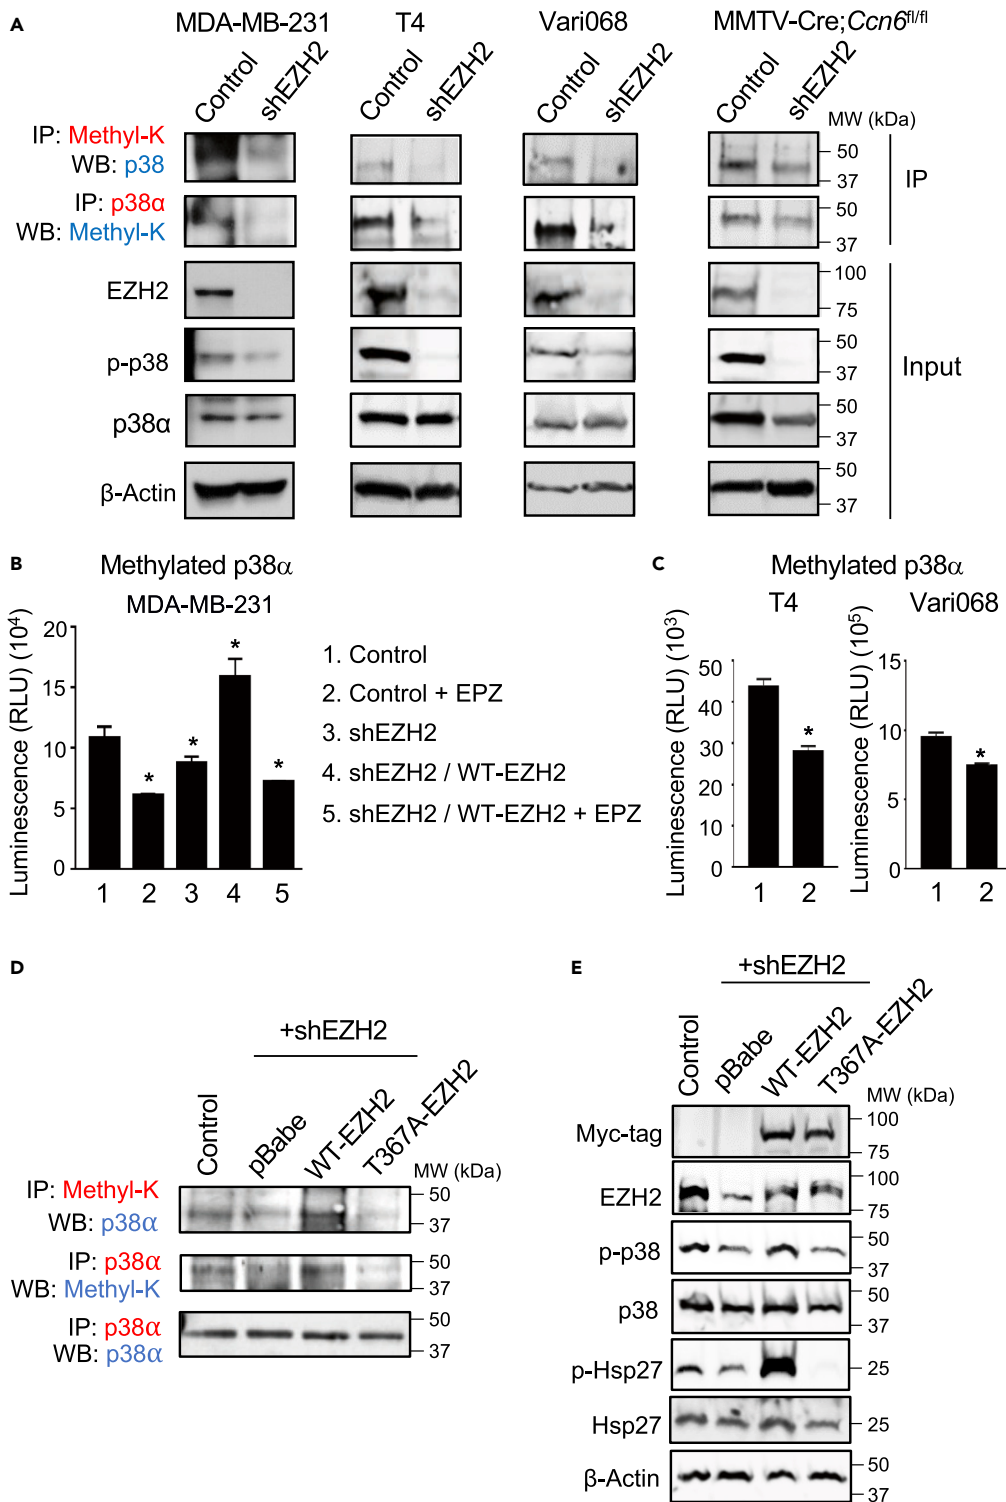 A
MDA-MB-231 T4 Vari068 MMTV-Cre;Ccn6fl/fl
Control shEZH2 Control shEZH2 Control shEZH2 Control shEZH2
MW (kDa)
IP: Methyl-K
WB: p38
50
37
IP: p38α
WB: Methyl-K
50
37
IP
EZH2
100
75
p-p38
50
37
Input
p38α
50
37
β-Actin
50
37
B
Methylated p38α
MDA-MB-231
Luminescence (RLU) (10⁴)
20
15
10
5
0
* * * *
1 2 3 4 5
1. Control
2. Control + EPZ
3. shEZH2
4. shEZH2 / WT-EZH2
5. shEZH2 / WT-EZH2 + EPZ
C
Methylated p38α
T4 Vari068
Luminescence (RLU) (10³)
50
40
30
20
10
0
*
1 2
Luminescence (RLU) (10⁵)
15
10
5
0
*
1 2
D
+shEZH2
Control pBabe WT-EZH2 T367A-EZH2
MW (kDa)
IP: Methyl-K
WB: p38α
50
37
IP: p38α
WB: Methyl-K
50
37
IP: p38α
WB: p38α
50
37
E
+shEZH2
Control pBabe WT-EZH2 T367A-EZH2
MW (kDa)
Myc-tag
100
75
EZH2
100
75
p-p38
50
37
p38
50
37
p-Hsp27
25
Hsp27
25
β-Actin
50
37